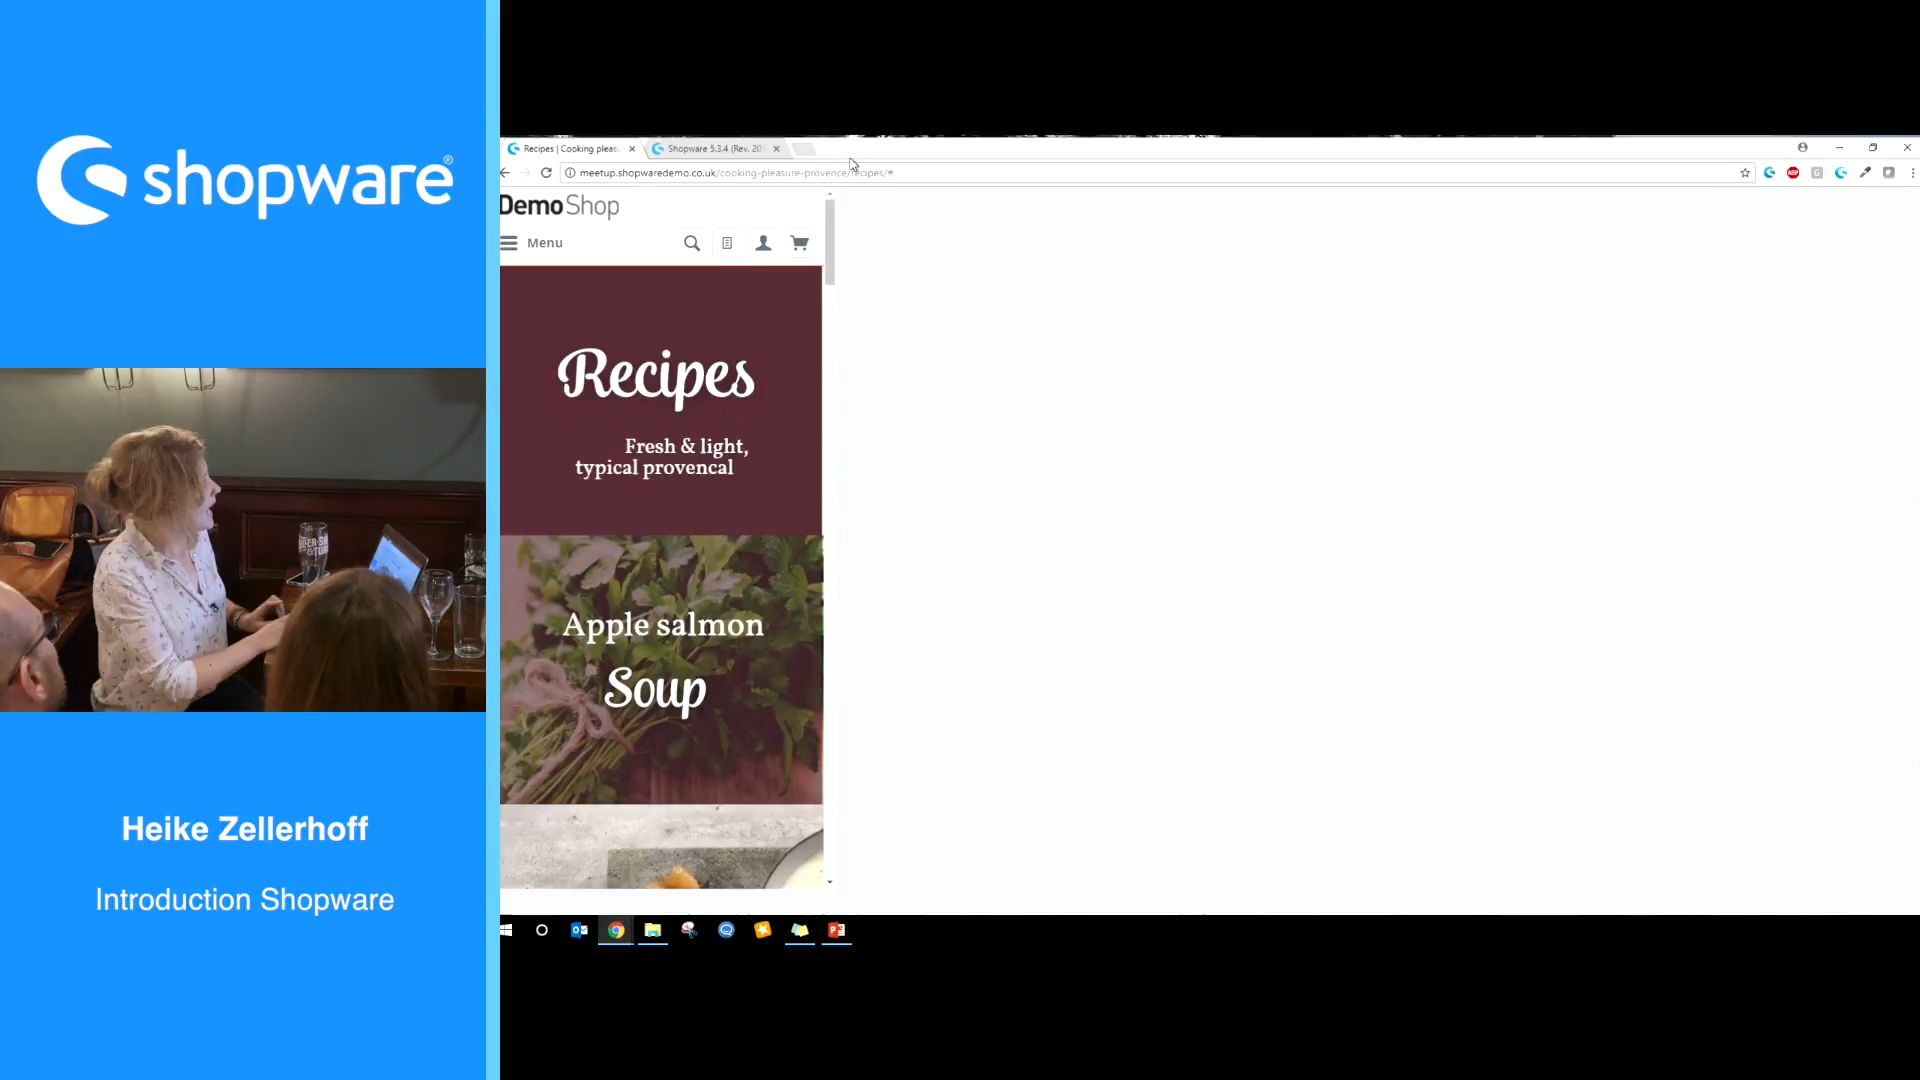 shopware®
Heike Zellerhoff
Introduction Shopware
Recipes | Cooking pleas
Shopware 5.3.4 (Rev. 20
meetup.shopwaredemo.co.uk/cooking-pleasure-provence/recipes/#
ABP
DemoShop
Menu
Recipes
Fresh & light,
typical provencal
Apple salmon
Soup